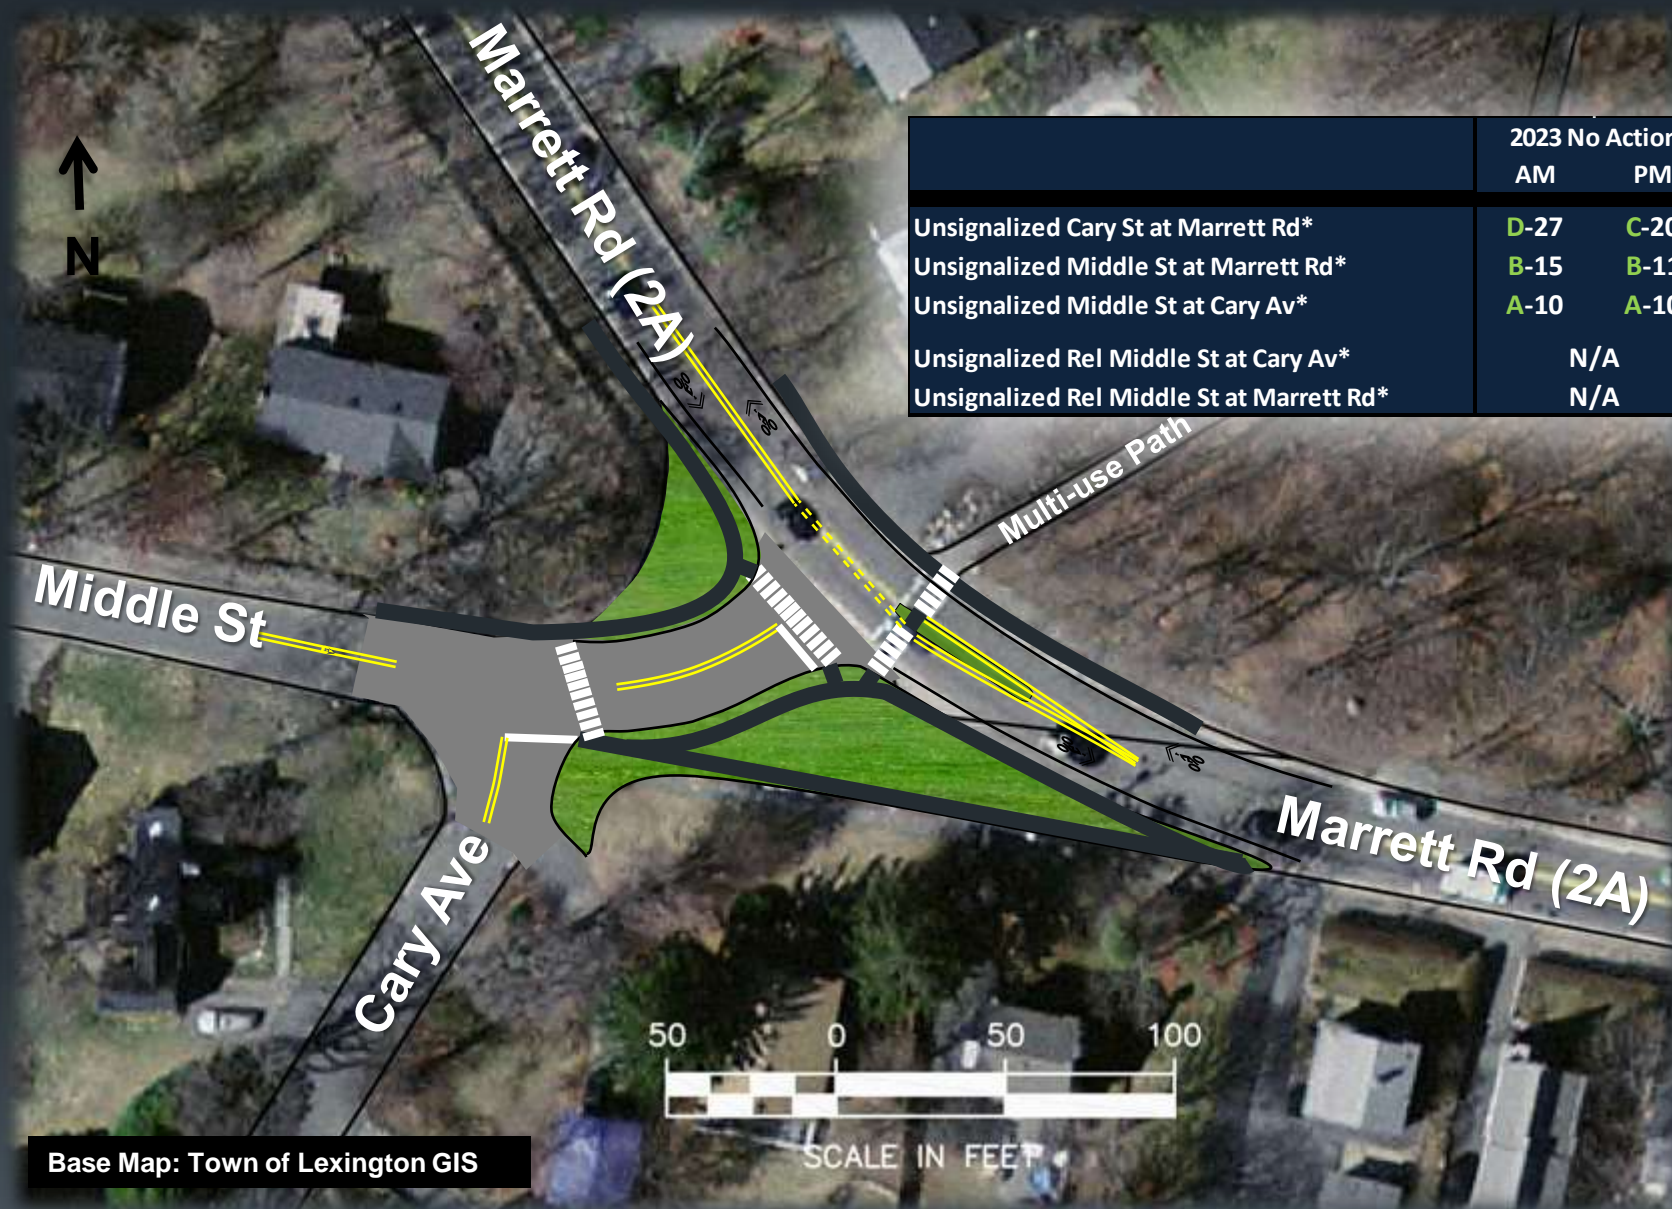 Marrett Rd (2A)
2023 No Action
AM PM
Unsignalized Cary St at Marrett Rd* D-27 C-20
Unsignalized Middle St at Marrett Rd* B-15 B-11
Unsignalized Middle St at Cary Av* A-10 A-10
Unsignalized Rel Middle St at Cary Av* N/A
Unsignalized Rel Middle St at Marrett Rd* N/A
N
Multi-use Path
Middle St
Marrett Rd (2A)
Cary Ave
50 0 50 100
SCALE IN FEET
Base Map: Town of Lexington GIS